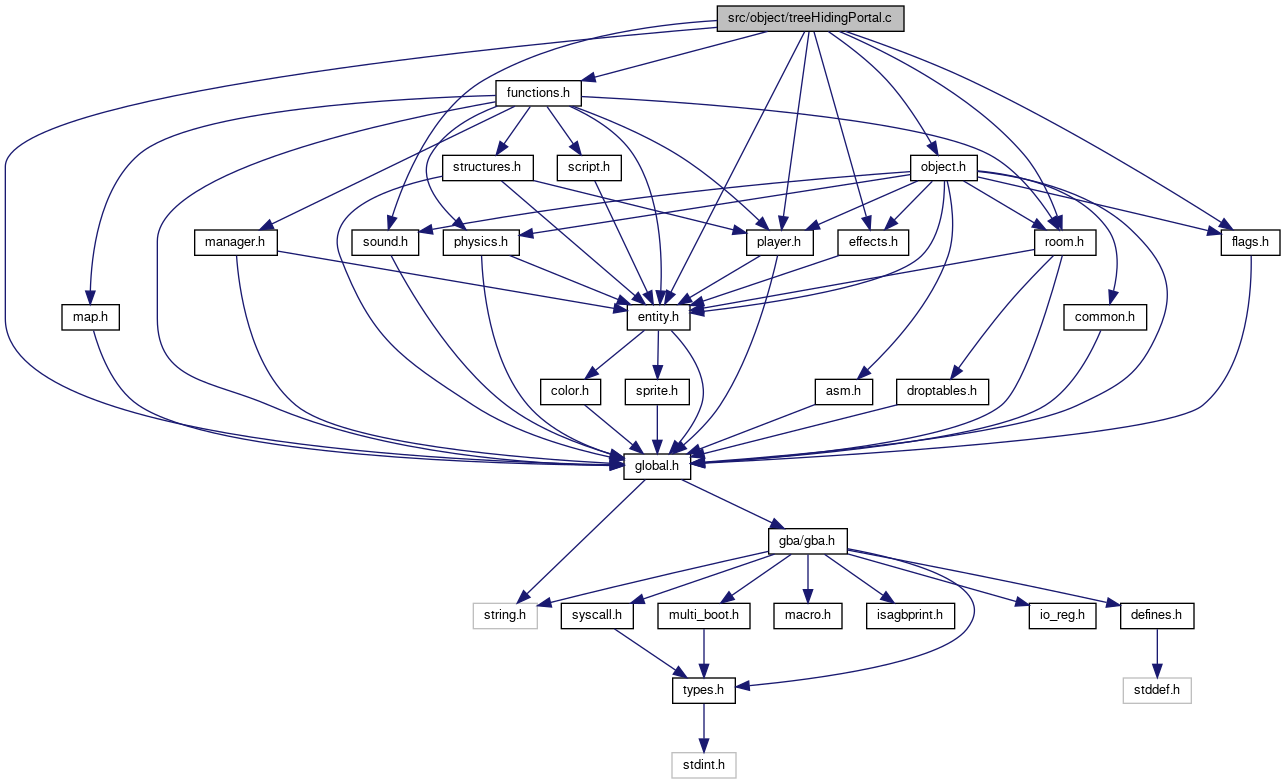 src/object/treeHidingPortal.c
functions.h
structures.h
script.h
object.h
manager.h
sound.h
physics.h
player.h
effects.h
room.h
flags.h
map.h
entity.h
common.h
color.h
sprite.h
asm.h
droptables.h
global.h
gba/gba.h
string.h
syscall.h
multi_boot.h
macro.h
isagbprint.h
io_reg.h
defines.h
types.h
stddef.h
stdint.h